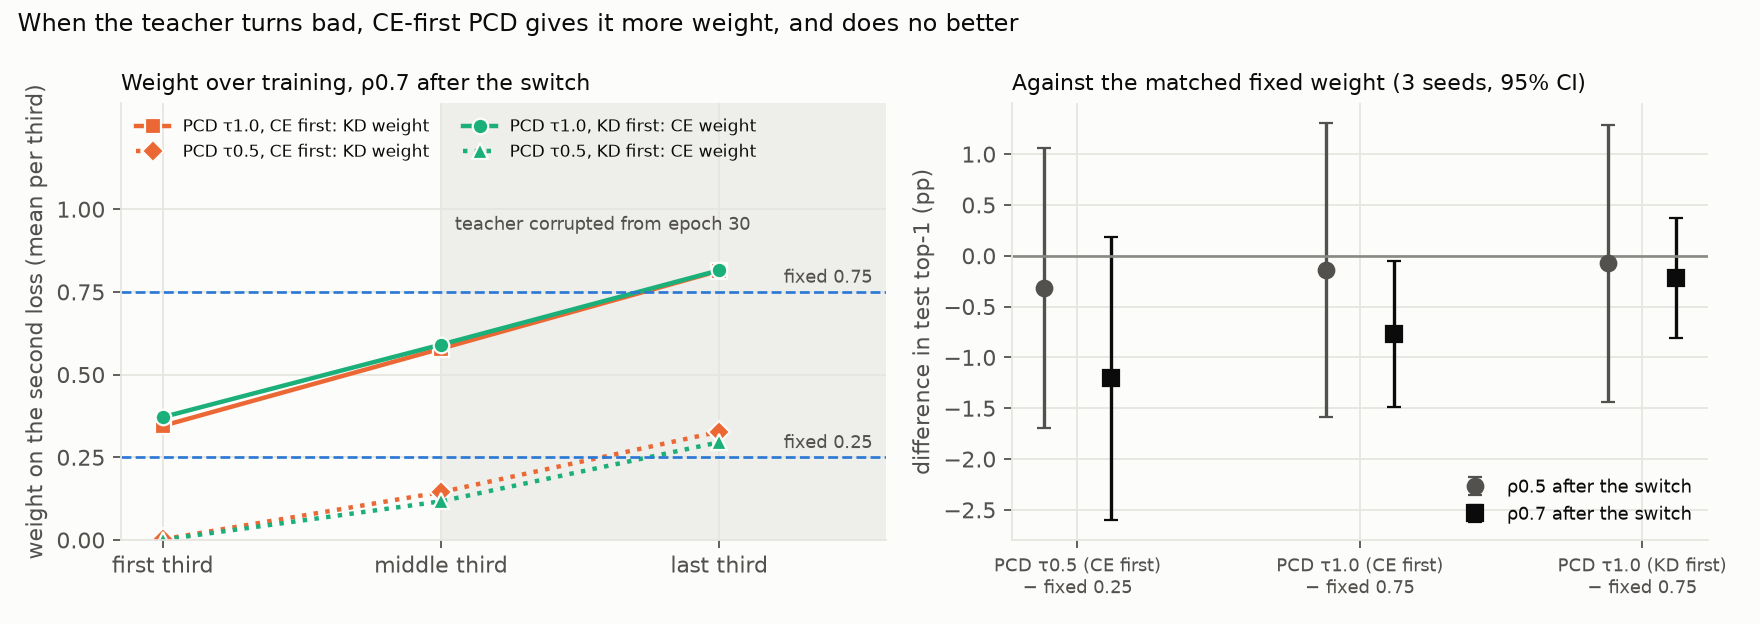 When the teacher turns bad, CE-first PCD gives it more weight, and does no better
Weight over training, ρ0.7 after the switch
weight on the second loss (mean per third)
PCD τ1.0, CE first: KD weight
PCD τ0.5, CE first: KD weight
PCD τ1.0, KD first: CE weight
PCD τ0.5, KD first: CE weight
1.00
0.75
0.50
0.25
0.00
teacher corrupted from epoch 30
fixed 0.75
fixed 0.25
first third
middle third
last third
Against the matched fixed weight (3 seeds, 95% CI)
difference in test top-1 (pp)
1.0
0.5
0.0
−0.5
−1.0
−1.5
−2.0
−2.5
ρ0.5 after the switch
ρ0.7 after the switch
PCD τ0.5 (CE first)
− fixed 0.25
PCD τ1.0 (CE first)
− fixed 0.75
PCD τ1.0 (KD first)
− fixed 0.75